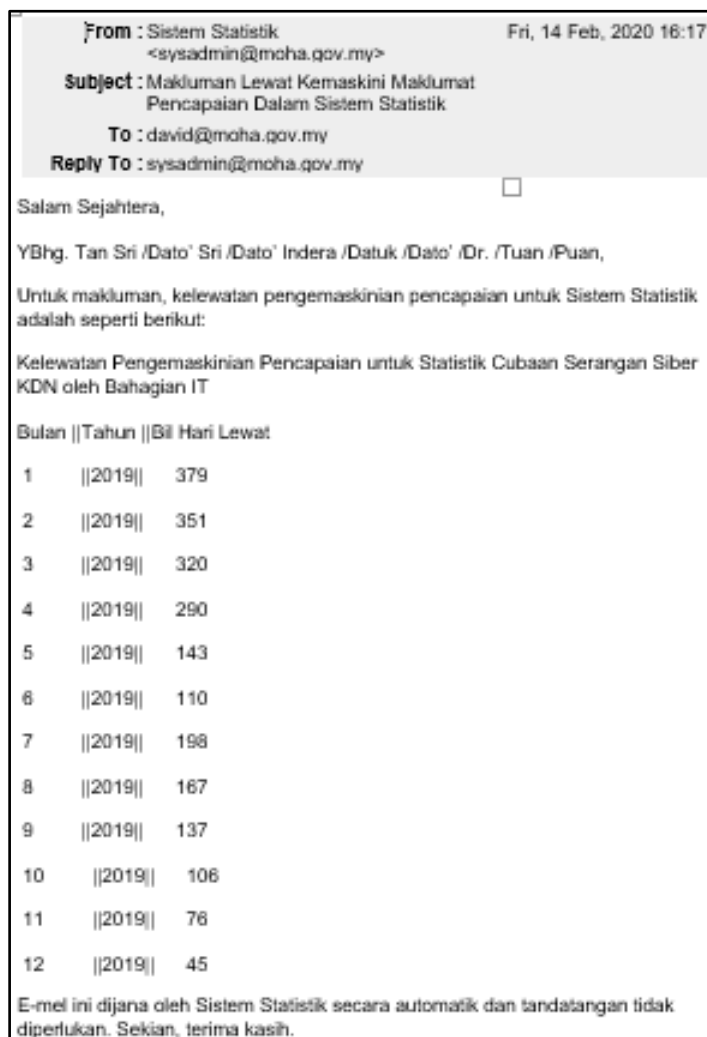 From : Sistem Statistik Fri, 14 Feb, 2020 16:17
<sysadmin@moha.gov.my>
Subject : Makluman Lewat Kemaskini Maklumat
Pencapaian Dalam Sistem Statistik
To : david@moha.gov.my
Reply To : sysadmin@moha.gov.my
Salam Sejahtera,
YBhg. Tan Sri /Dato' Sri /Dato' Indera /Datuk /Dato' /Dr. /Tuan /Puan,
Untuk makluman, kelewatan pengemaskinian pencapaian untuk Sistem Statistik
adalah seperti berikut:
Kelewatan Pengemaskinian Pencapaian untuk Statistik Cubaan Serangan Siber
KDN oleh Bahagian IT
Bulan ||Tahun ||Bil Hari Lewat
1 ||2019|| 379
2 ||2019|| 351
3 ||2019|| 320
4 ||2019|| 290
5 ||2019|| 143
6 ||2019|| 110
7 ||2019|| 198
8 ||2019|| 167
9 ||2019|| 137
10 ||2019|| 106
11 ||2019|| 76
12 ||2019|| 45
E-mel ini dijana oleh Sistem Statistik secara automatik dan tandatangan tidak
diperlukan. Sekian, terima kasih.